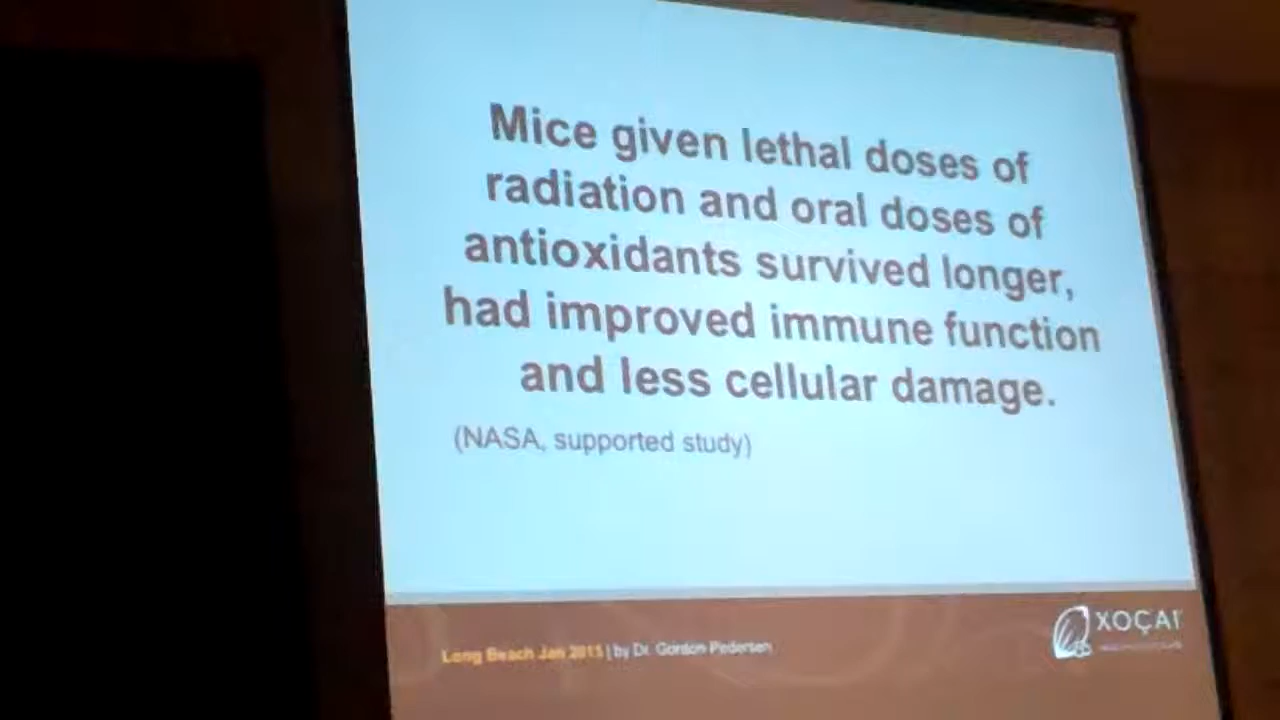 Mice given lethal doses of
radiation and oral doses of
antioxidants survived longer,
had improved immune function
and less cellular damage.
(NASA, supported study)
Long Beach Jan 2013 | by Dr. Gordon Pedersen
XOÇAI